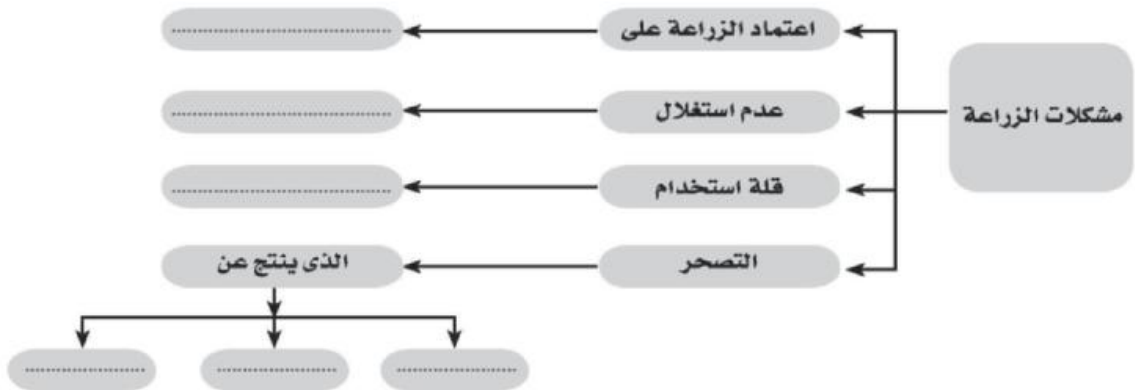 مشكلات الزراعة
اعتماد الزراعة على
........................................
عدم استغلال
........................................
قلة استخدام
........................................
التصحر
الذى ينتج عن
........................
........................
........................